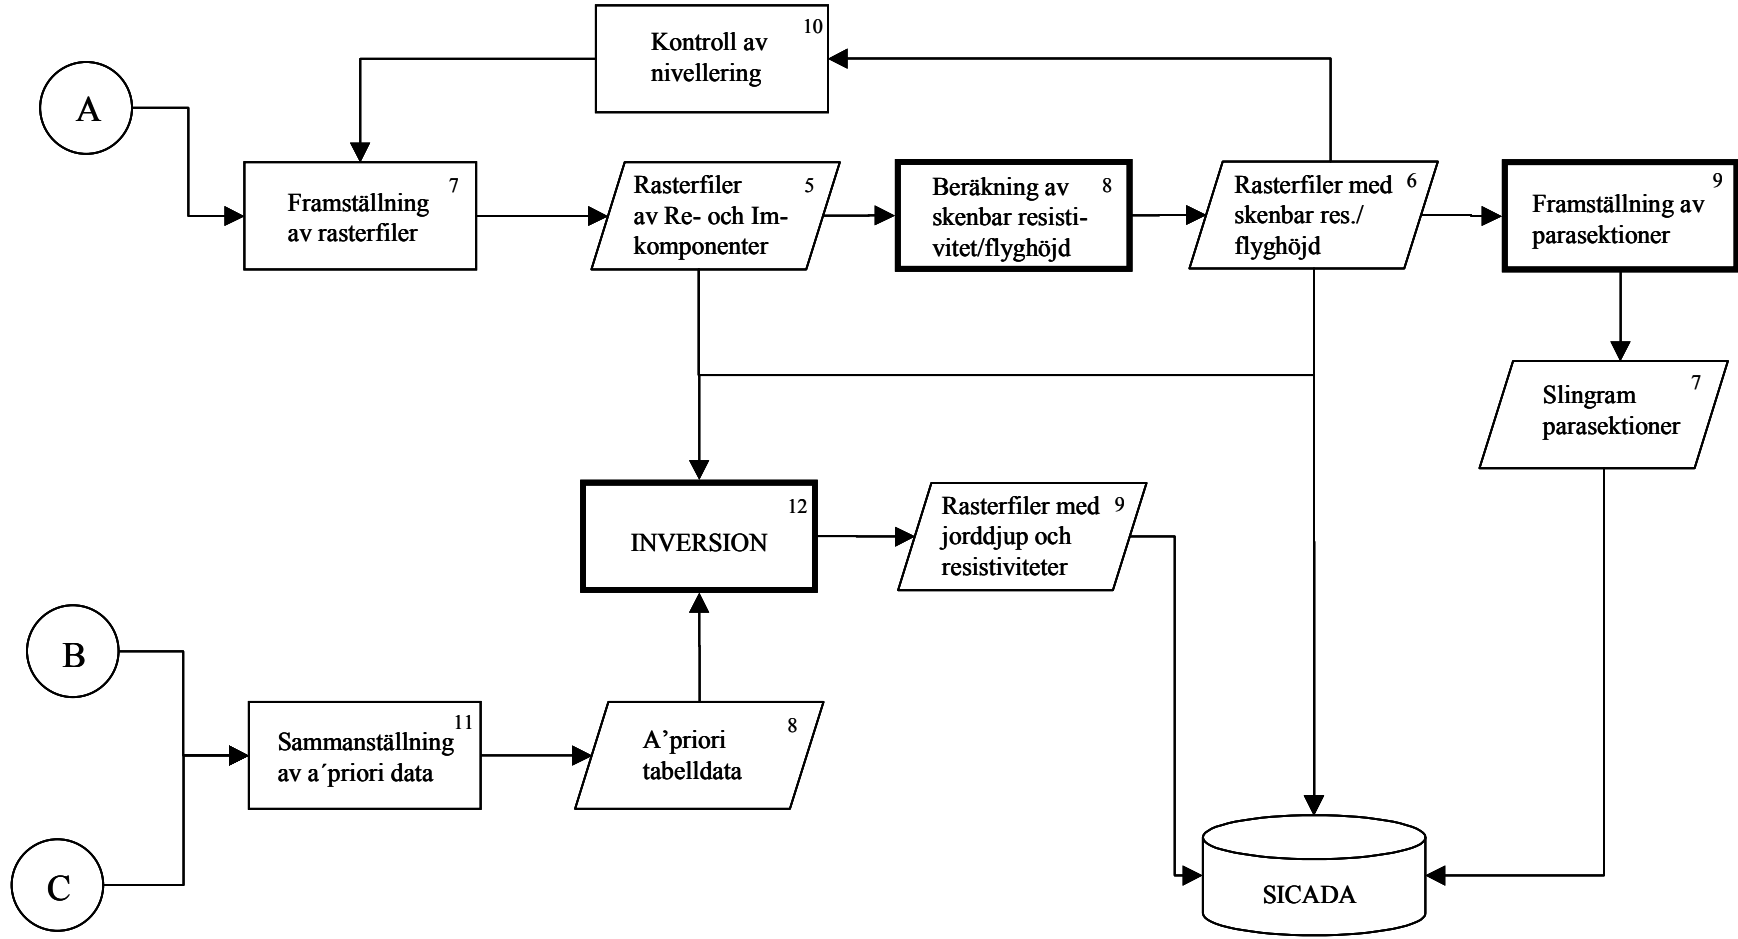 10
Kontroll av
nivellering
A
7
Framställning
av rasterfiler
Rasterfiler 5
av Re- och Im-
komponenter
Beräkning av 8
skenbar resisti-
vitet/flyghöjd
Rasterfiler med 6
skenbar res./
flyghöjd
9
Framställning av
parasektioner
7
Slingram
parasektioner
12
INVERSION
Rasterfiler med 9
jorddjup och
resistiviteter
B
11
Sammanställning
av a´priori data
8
A’priori
tabelldata
C
SICADA